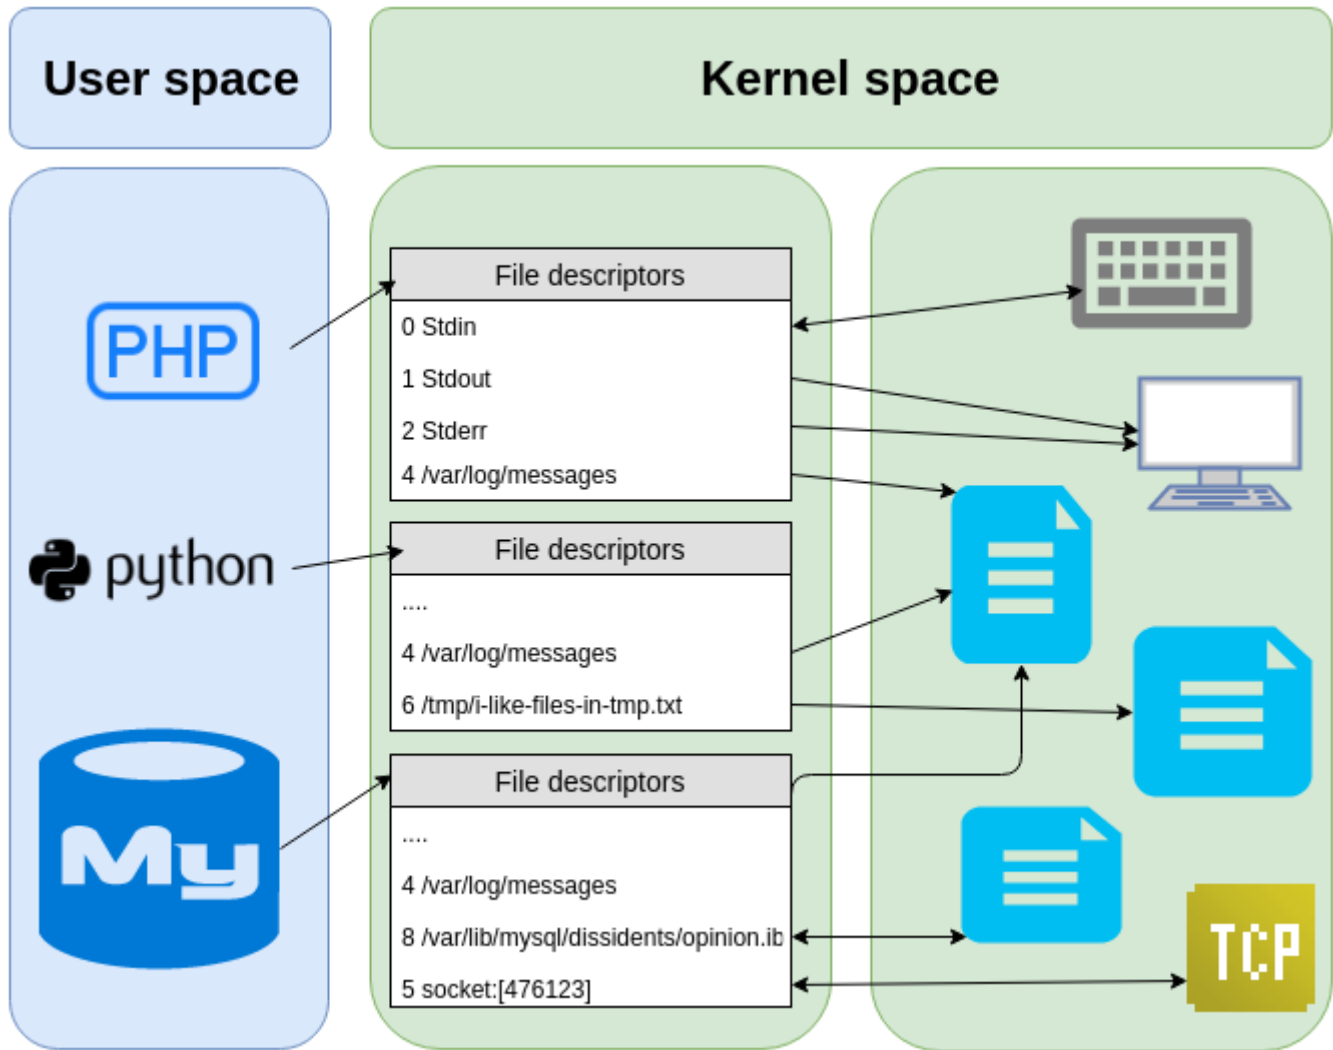 User space
Kernel space
PHP
python
My
File descriptors
0 Stdin
1 Stdout
2 Stderr
4 /var/log/messages
File descriptors
....
4 /var/log/messages
6 /tmp/i-like-files-in-tmp.txt
File descriptors
....
4 /var/log/messages
8 /var/lib/mysql/dissidents/opinion.ib
5 socket:[476123]
TCP